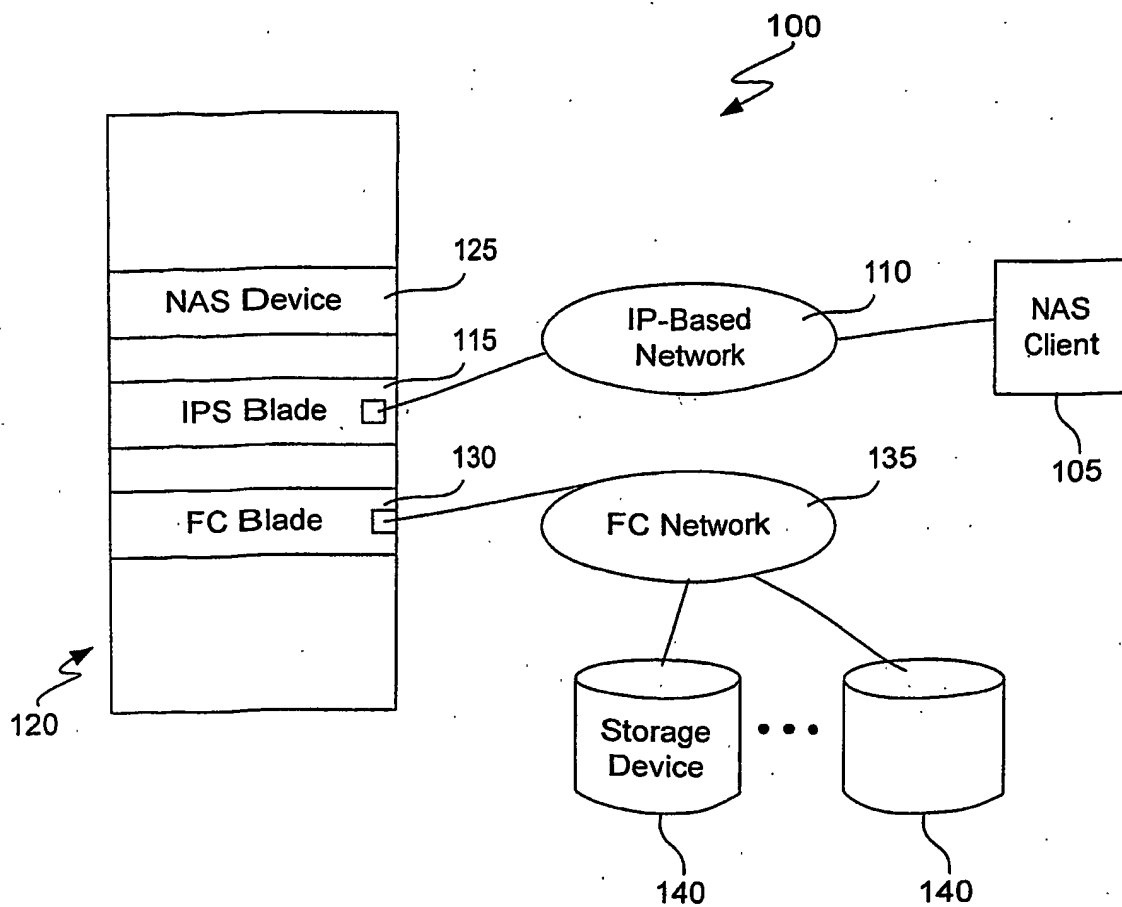 100
125
NAS Device
110
IP-Based
Network
NAS
Client
115
IPS Blade
105
130
135
FC Blade
FC Network
120
Storage
Device
140
140